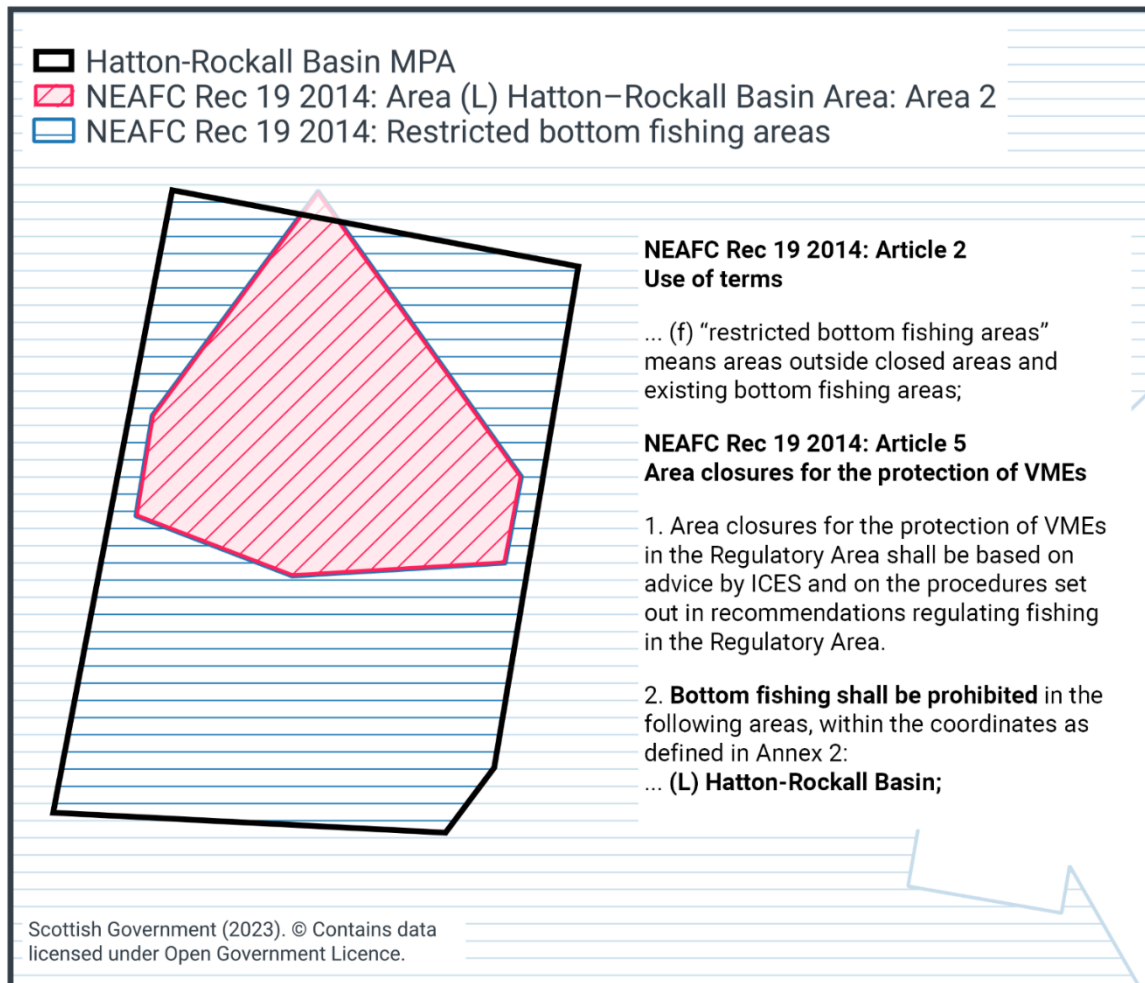 Hatton-Rockall Basin MPA
NEAFC Rec 19 2014: Area (L) Hatton–Rockall Basin Area: Area 2
NEAFC Rec 19 2014: Restricted bottom fishing areas
NEAFC Rec 19 2014: Article 2
Use of terms
... (f) “restricted bottom fishing areas”
means areas outside closed areas and
existing bottom fishing areas;
NEAFC Rec 19 2014: Article 5
Area closures for the protection of VMEs
1. Area closures for the protection of VMEs
in the Regulatory Area shall be based on
advice by ICES and on the procedures set
out in recommendations regulating fishing
in the Regulatory Area.
2. Bottom fishing shall be prohibited in the
following areas, within the coordinates as
defined in Annex 2:
... (L) Hatton-Rockall Basin;
Scottish Government (2023). © Contains data
licensed under Open Government Licence.